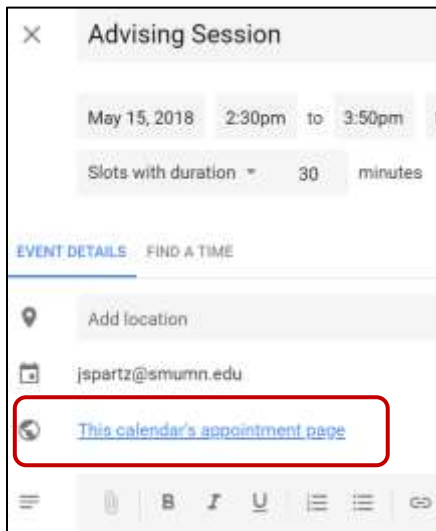 Advising Session
May 15, 2018 2:30pm to 3:50pm
Slots with duration 30 minutes
EVENT DETAILS FIND A TIME
Add location
jspartz@smumn.edu
This calendar's appointment page
B I U